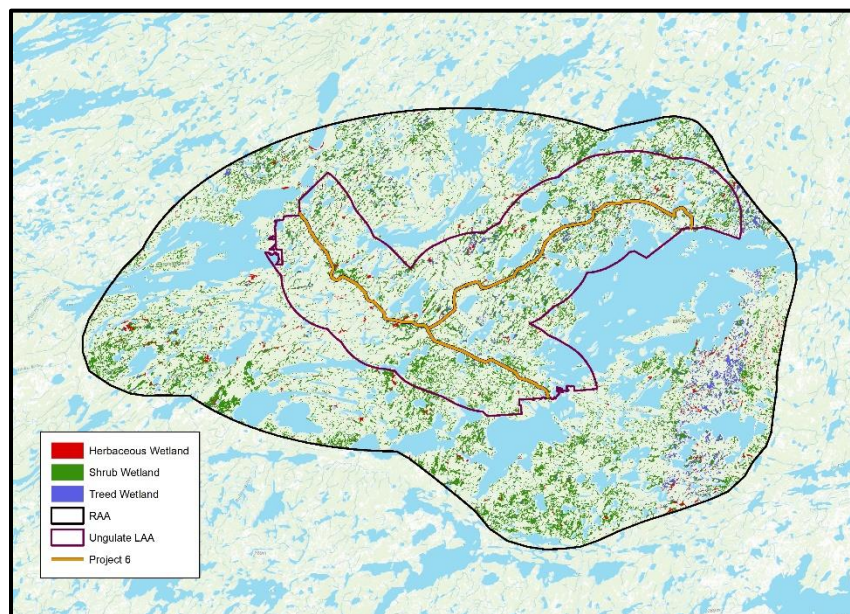 Herbaceous Wetland
Shrub Wetland
Treed Wetland
RAA
Ungulate LAA
Project 6